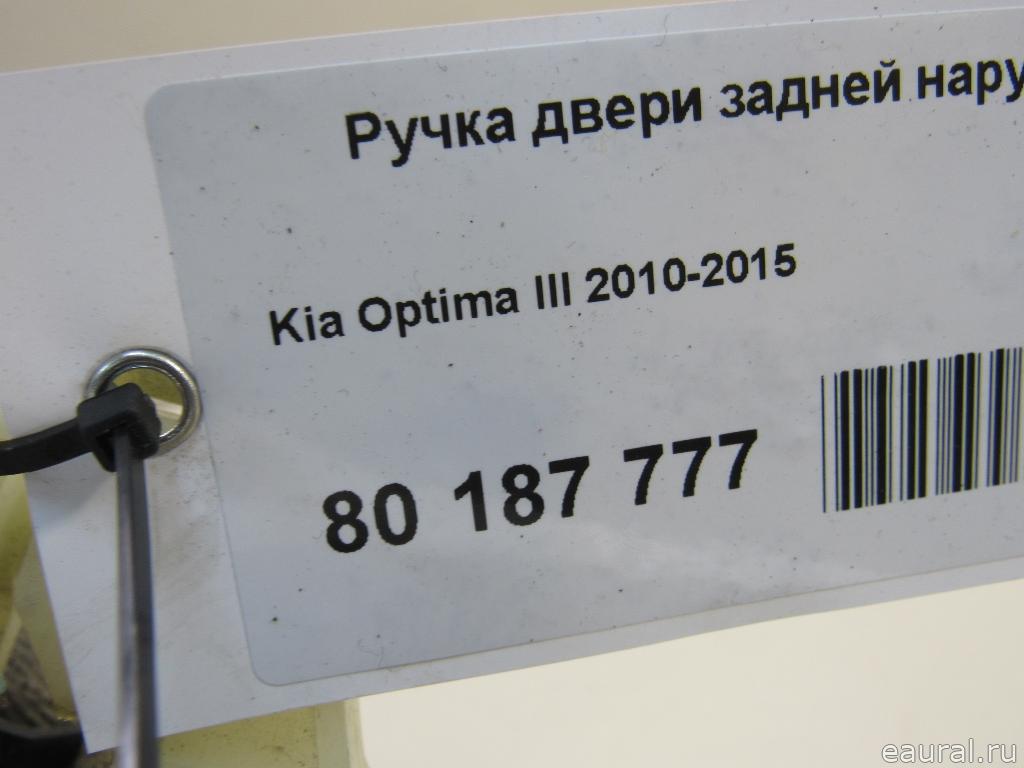 Ручка двери задней нару
Kia Optima III 2010-2015
80 187 777
eaural.ru